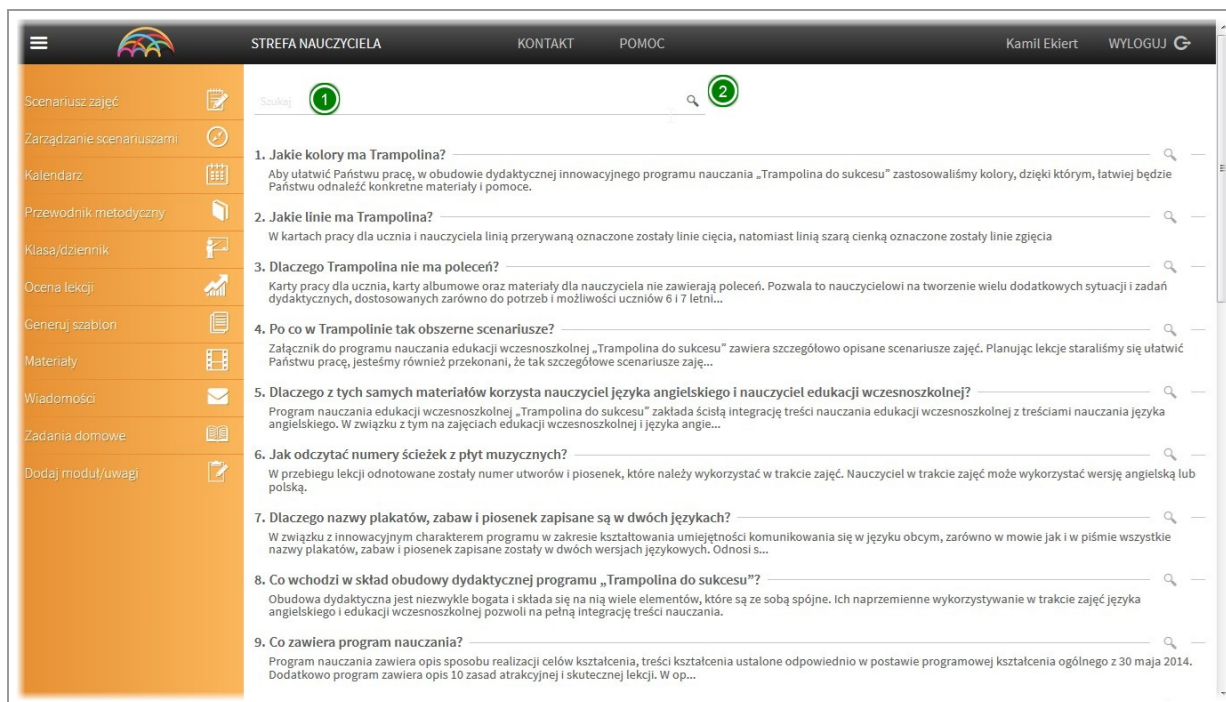 STREFA NAUCZYCIELA KONTAKT POMOC Kamil Ekiert WYLOGUJ
Scenariusz zajęć
Zarządzanie scenariuszami
Kalendarz
Przewodnik metodyczny
Klasa/dziennik
Ocena lekcji
Generuj szablon
Materiały
Wiadomości
Zadania domowe
Dodaj moduł/uwagi
Szukaj 1 2
1. Jakie kolory ma Trampolina?
Aby ułatwić Państwu pracę, w obudowie dydaktycznej innowacyjnego programu nauczania „Trampolina do sukcesu” zastosowaliśmy kolory, dzięki którym, łatwiej będzie
Państwu odnaleźć konkretne materiały i pomoce.
2. Jakie linie ma Trampolina?
W kartach pracy dla ucznia i nauczyciela linią przerywaną oznaczone zostały linie cięcia, natomiast linią szarą cienką oznaczone zostały linie zgięcia
3. Dlaczego Trampolina nie ma poleceń?
Karty pracy dla ucznia, karty albumowe oraz materiały dla nauczyciela nie zawierają poleceń. Pozwala to nauczycielowi na tworzenie wielu dodatkowych sytuacji i zadań
dydaktycznych, dostosowanych zarówno do potrzeb i możliwości uczniów 6 i 7 letni...
4. Po co w Trampolinie tak obszerne scenariusze?
Załącznik do programu nauczania edukacji wczesnoszkolnej „Trampolina do sukcesu” zawiera szczegółowo opisane scenariusze zajęć. Planując lekcje staraliśmy się ułatwić
Państwu pracę, jesteśmy również przekonani, że tak szczegółowe scenariusze zaję...
5. Dlaczego z tych samych materiałów korzysta nauczyciel języka angielskiego i nauczyciel edukacji wczesnoszkolnej?
Program nauczania edukacji wczesnoszkolnej „Trampolina do sukcesu” zakłada ścisłą integrację treści nauczania edukacji wczesnoszkolnej z treściami nauczania języka
angielskiego. W związku z tym na zajęciach edukacji wczesnoszkolnej i języka angie...
6. Jak odczytać numery ścieżek z płyt muzycznych?
W przebiegu lekcji odnotowane zostały numer utworów i piosenek, które należy wykorzystać w trakcie zajęć. Nauczyciel w trakcie zajęć może wykorzystać wersję angielską lub
polską.
7. Dlaczego nazwy plakatów, zabaw i piosenek zapisane są w dwóch językach?
W związku z innowacyjnym charakterem programu w zakresie kształtowania umiejętności komunikowania się w języku obcym, zarówno w mowie jak i w piśmie wszystkie
nazwy plakatów, zabaw i piosenek zapisane zostały w dwóch wersjach językowych. Odnosi s...
8. Co wchodzi w skład obudowy dydaktycznej programu „Trampolina do sukcesu”?
Obudowa dydaktyczna jest niezwykle bogata i składa się na nią wiele elementów, które są ze sobą spójne. Ich naprzemienne wykorzystywanie w trakcie zajęć języka
angielskiego i edukacji wczesnoszkolnej pozwoli na pełną integrację treści nauczania.
9. Co zawiera program nauczania?
Program nauczania zawiera opis sposobu realizacji celów kształcenia, treści kształcenia ustalone odpowiednio w postawie programowej kształcenia ogólnego z 30 maja 2014.
Dodatkowo program zawiera opis 10 zasad atrakcyjnej i skutecznej lekcji. W op...